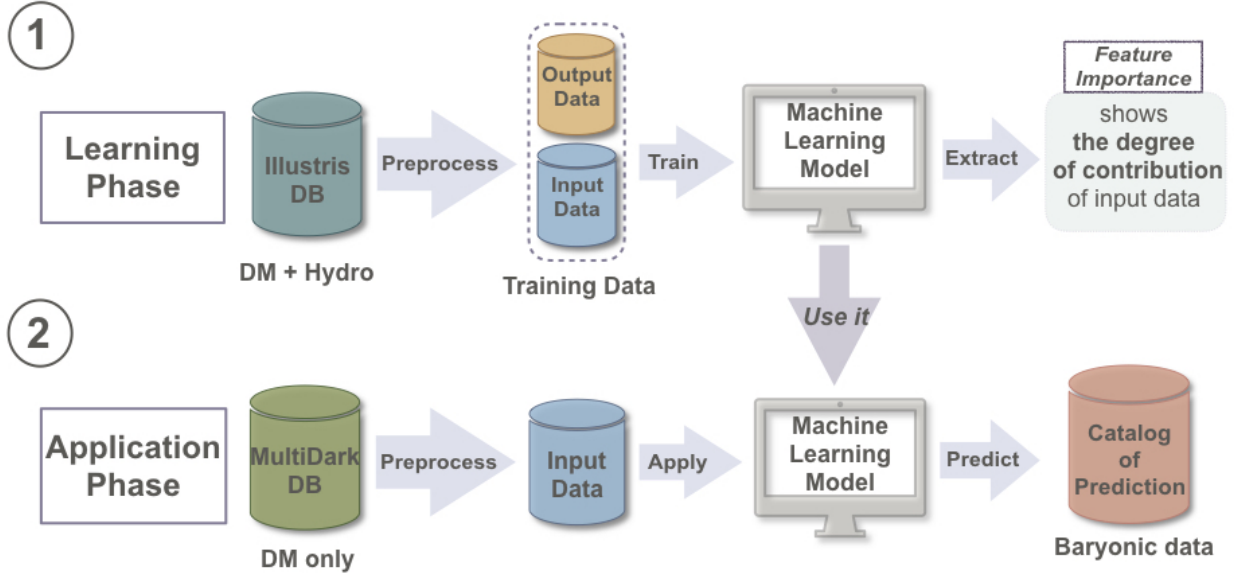 1
Learning
Phase
Illustris
DB
DM + Hydro
Preprocess
Output
Data
Input
Data
Training Data
Train
Machine
Learning
Model
Extract
Feature
Importance
shows
the degree
of contribution
of input data
Use it
2
Application
Phase
MultiDark
DB
DM only
Preprocess
Input
Data
Apply
Machine
Learning
Model
Predict
Catalog
of
Prediction
Baryonic data